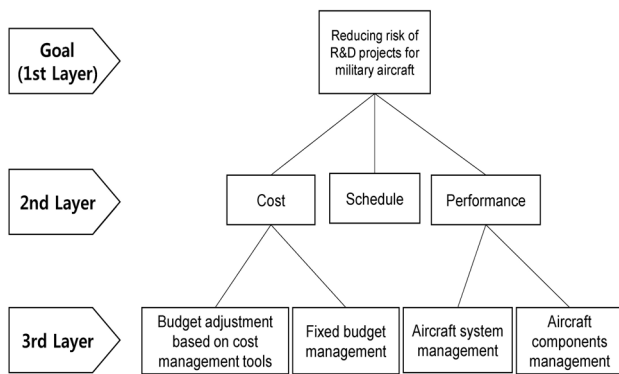 Goal
(1st Layer)
Reducing risk of
R&D projects for
military aircraft
2nd Layer
Cost
Schedule
Performance
3rd Layer
Budget adjustment
based on cost
management tools
Fixed budget
management
Aircraft system
management
Aircraft
components
management